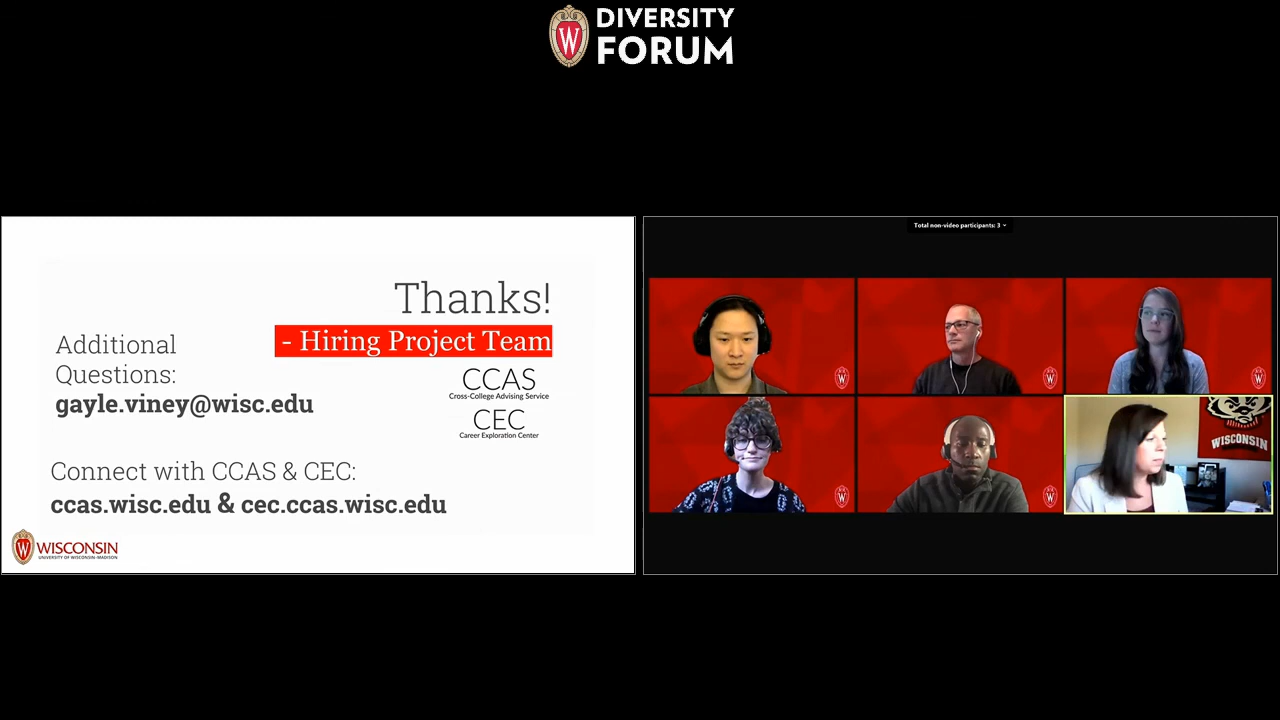 DIVERSITY
FORUM
Thanks!
- Hiring Project Team
Additional
Questions:
gayle.viney@wisc.edu
CCAS
Cross-College Advising Service
CEC
Career Exploration Center
Connect with CCAS & CEC:
ccas.wisc.edu & cec.ccas.wisc.edu
W
WISCONSIN
UNIVERSITY OF WISCONSIN-MADISON
Total non-video participants: 3
WISCONSIN